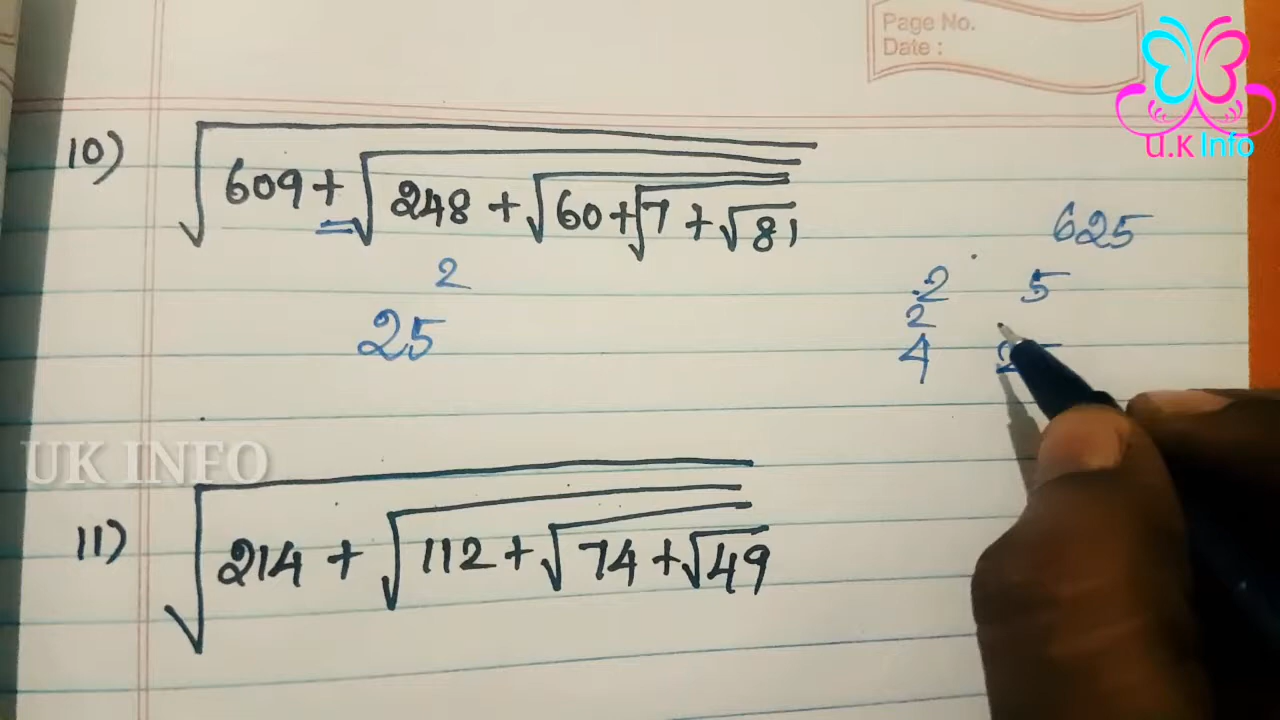 Page No.
Date :
U.K Info
10) √609 + √248 + √60 + √7 + √81
625
2
25
2 5
2
4 25
UK INFO
11) √214 + √112 + √74 + √49